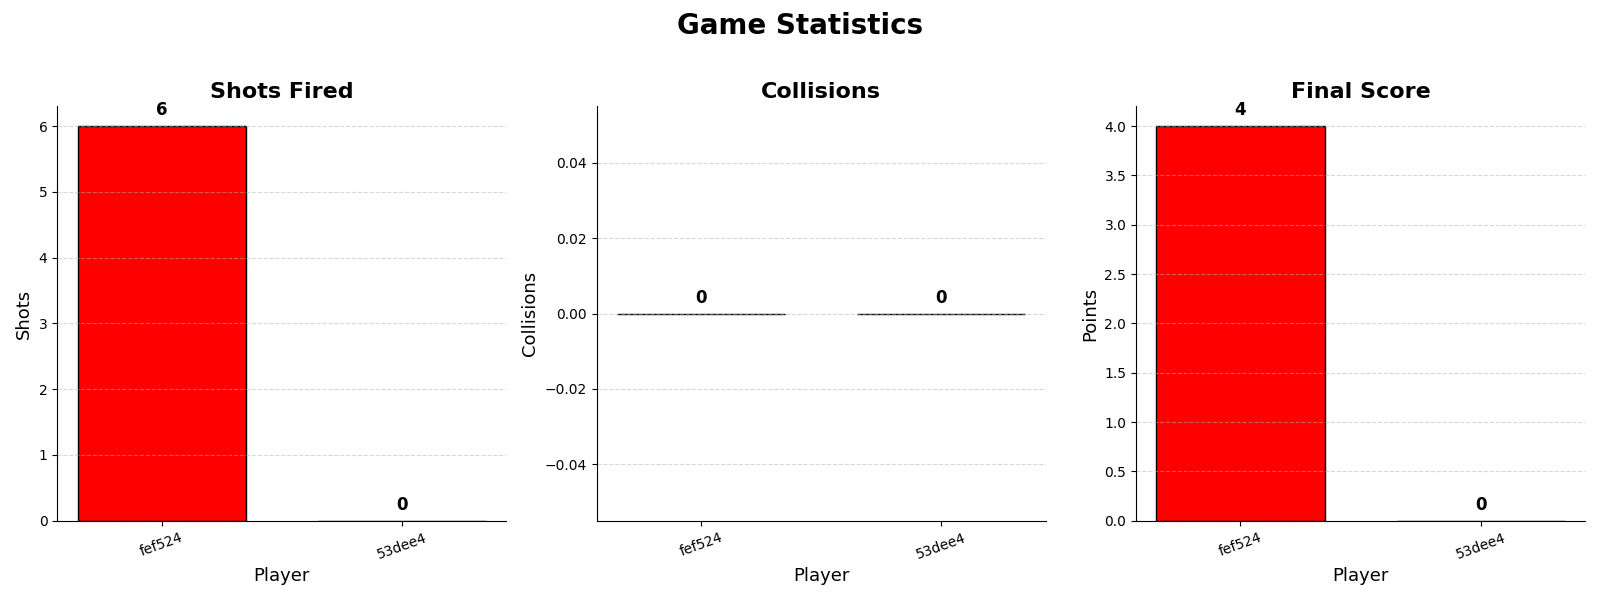 Game Statistics
Shots Fired
6
0
6
5
4
3
2
1
0
Shots
fef524
53dee4
Player
Collisions
0
0
0.04
0.02
0.00
−0.02
−0.04
Collisions
fef524
53dee4
Player
Final Score
4
0
4.0
3.5
3.0
2.5
2.0
1.5
1.0
0.5
0.0
Points
fef524
53dee4
Player